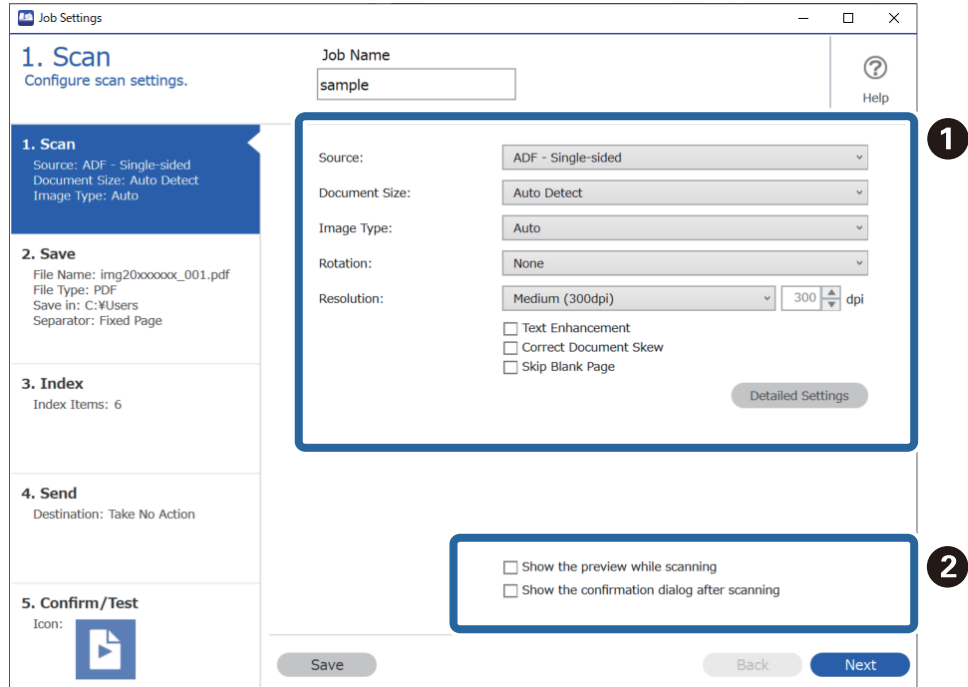 Job Settings
1. Scan
Configure scan settings.
Job Name
sample
Help
1. Scan
Source: ADF - Single-sided
Document Size: Auto Detect
Image Type: Auto
2. Save
File Name: img20xxxxxx_001.pdf
File Type: PDF
Save in: C:¥Users
Separator: Fixed Page
3. Index
Index Items: 6
4. Send
Destination: Take No Action
5. Confirm/Test
Icon:
1
Source: ADF - Single-sided
Document Size: Auto Detect
Image Type: Auto
Rotation: None
Resolution: Medium (300dpi) 300 dpi
Text Enhancement
Correct Document Skew
Skip Blank Page
Detailed Settings
2
Show the preview while scanning
Show the confirmation dialog after scanning
Save Back Next